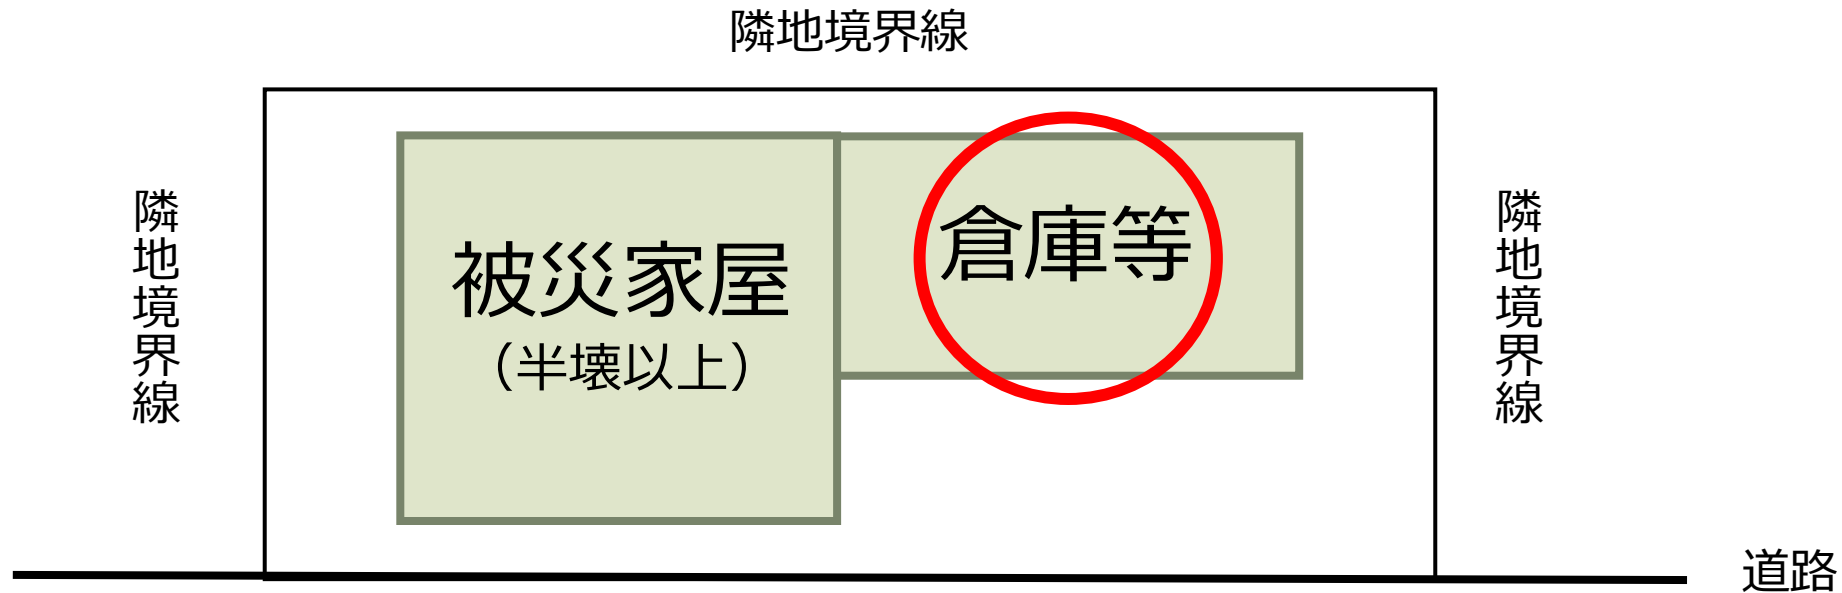 隣地境界線
隣地境界線
被災家屋
（半壊以上）
倉庫等
隣地境界線
道路